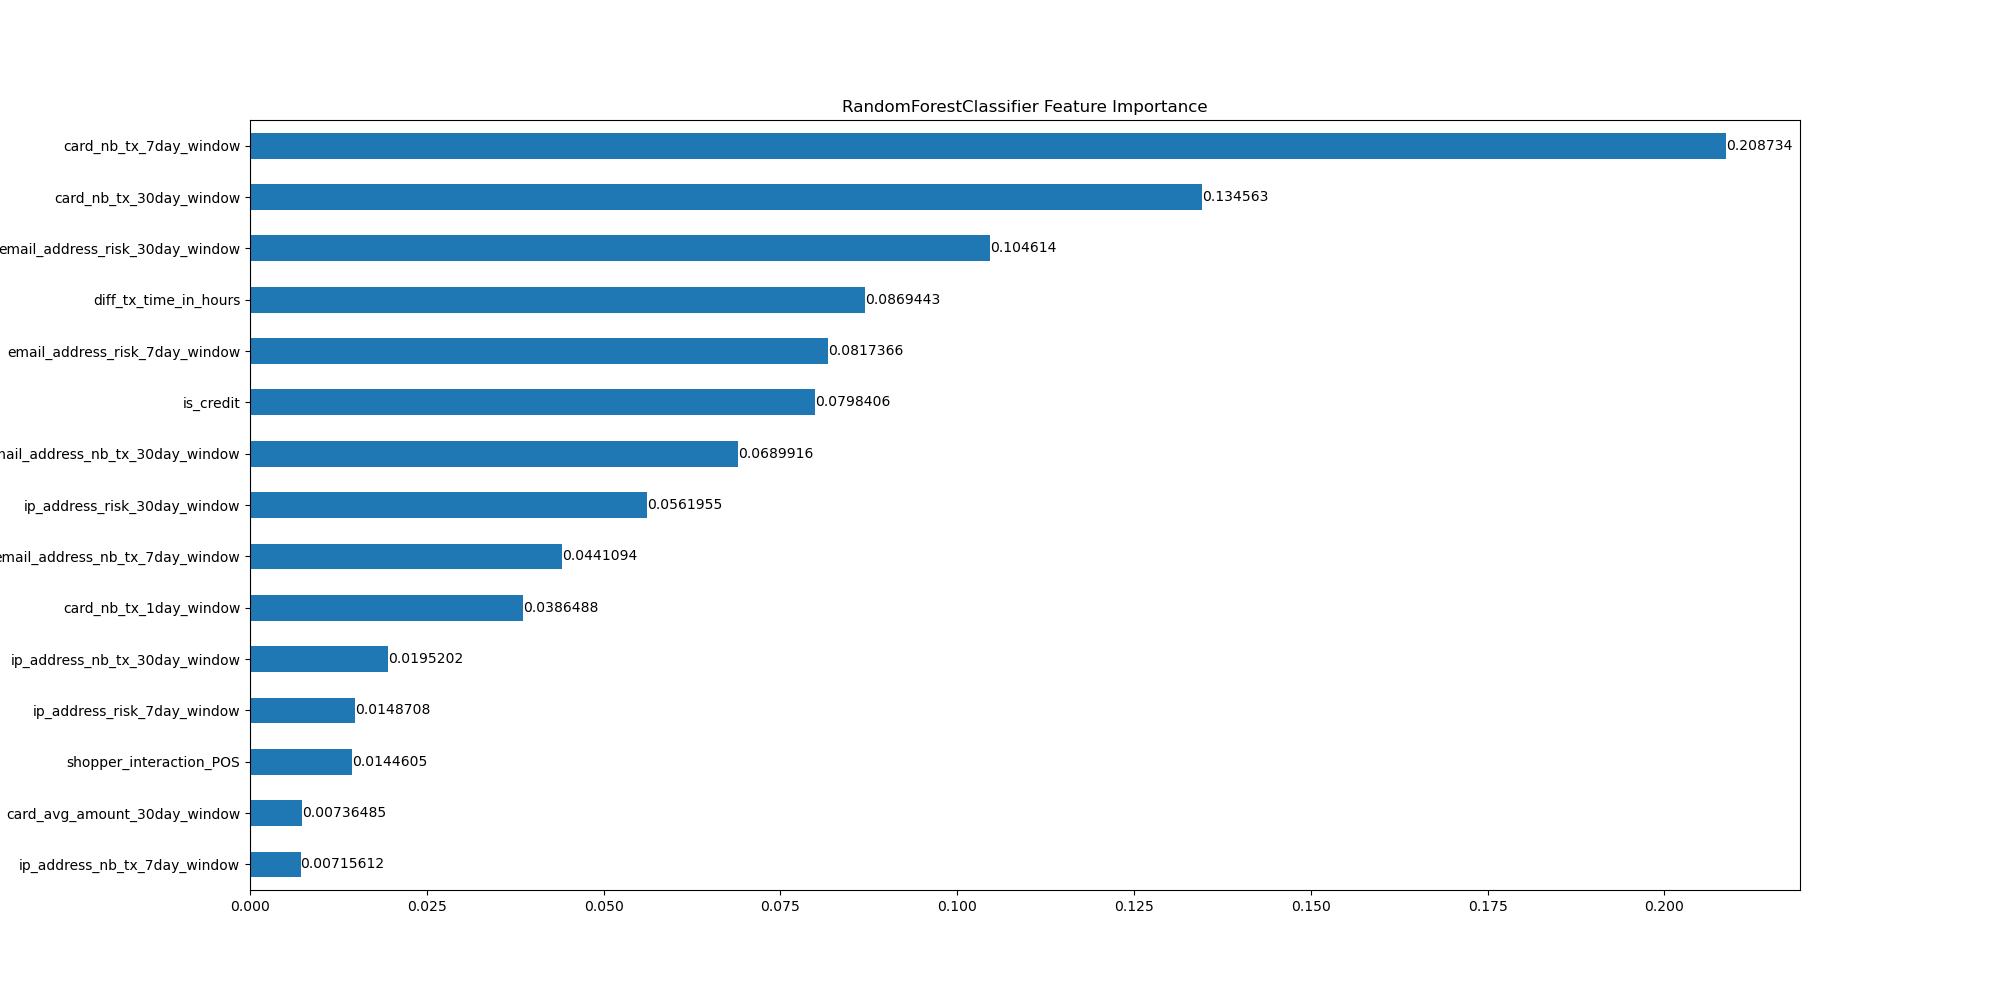 RandomForestClassifier Feature Importance
card_nb_tx_7day_window 0.208734
card_nb_tx_30day_window 0.134563
email_address_risk_30day_window 0.104614
diff_tx_time_in_hours 0.0869443
email_address_risk_7day_window 0.0817366
is_credit 0.0798406
mail_address_nb_tx_30day_window 0.0689916
ip_address_risk_30day_window 0.0561955
email_address_nb_tx_7day_window 0.0441094
card_nb_tx_1day_window 0.0386488
ip_address_nb_tx_30day_window 0.0195202
ip_address_risk_7day_window 0.0148708
shopper_interaction_POS 0.0144605
card_avg_amount_30day_window 0.00736485
ip_address_nb_tx_7day_window 0.00715612
0.000 0.025 0.050 0.075 0.100 0.125 0.150 0.175 0.200